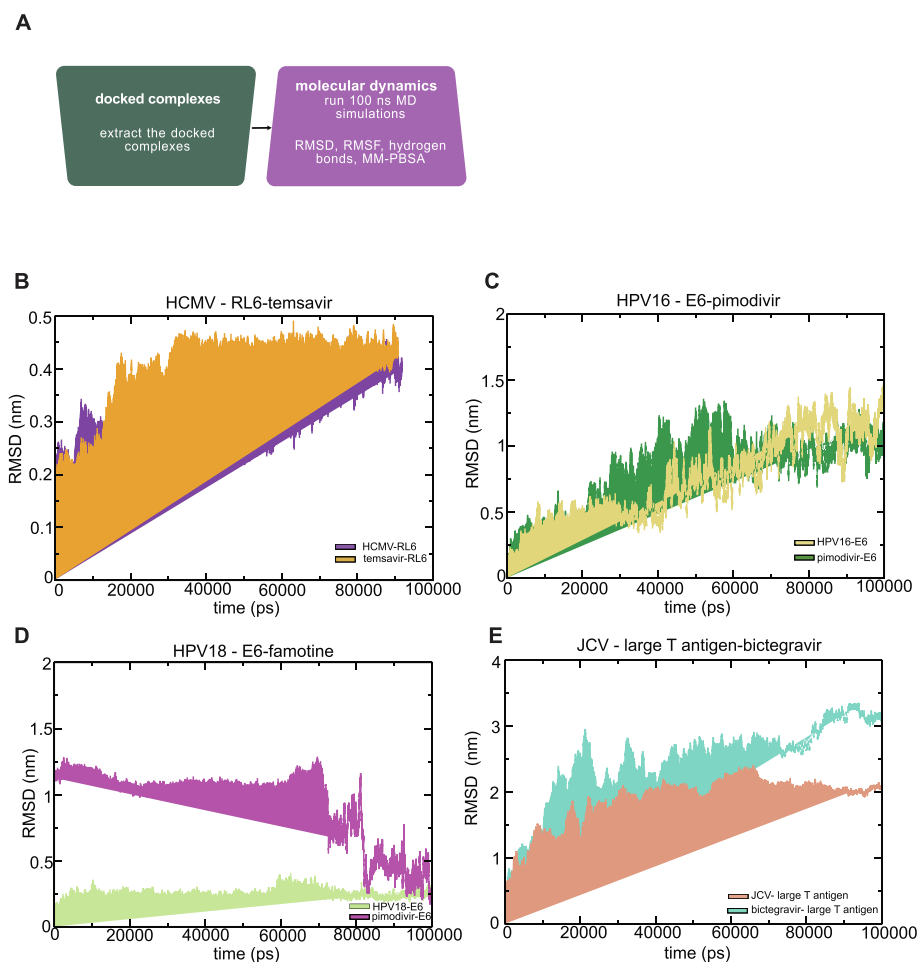 A
docked complexes
extract the docked
complexes
molecular dynamics
run 100 ns MD
simulations
RMSD, RMSF, hydrogen
bonds, MM-PBSA
B
HCMV - RL6-temsavir
0.5
0.4
0.3
0.2
0.1
0
RMSD (nm)
HCMV-RL6
temsavir-RL6
0 20000 40000 60000 80000 100000
time (ps)
C
HPV16 - E6-pimodivir
2
1.5
1
0.5
0
RMSD (nm)
HPV16-E6
pimodivir-E6
0 20000 40000 60000 80000 100000
time (ps)
D
HPV18 - E6-famotine
2
1.5
1
0.5
0
RMSD (nm)
HPV18-E6
pimodivir-E6
0 20000 40000 60000 80000 100000
time (ps)
E
JCV - large T antigen-bictegravir
4
3
2
1
0
RMSD (nm)
JCV- large T antigen
bictegravir- large T antigen
0 20000 40000 60000 80000 100000
time (ps)